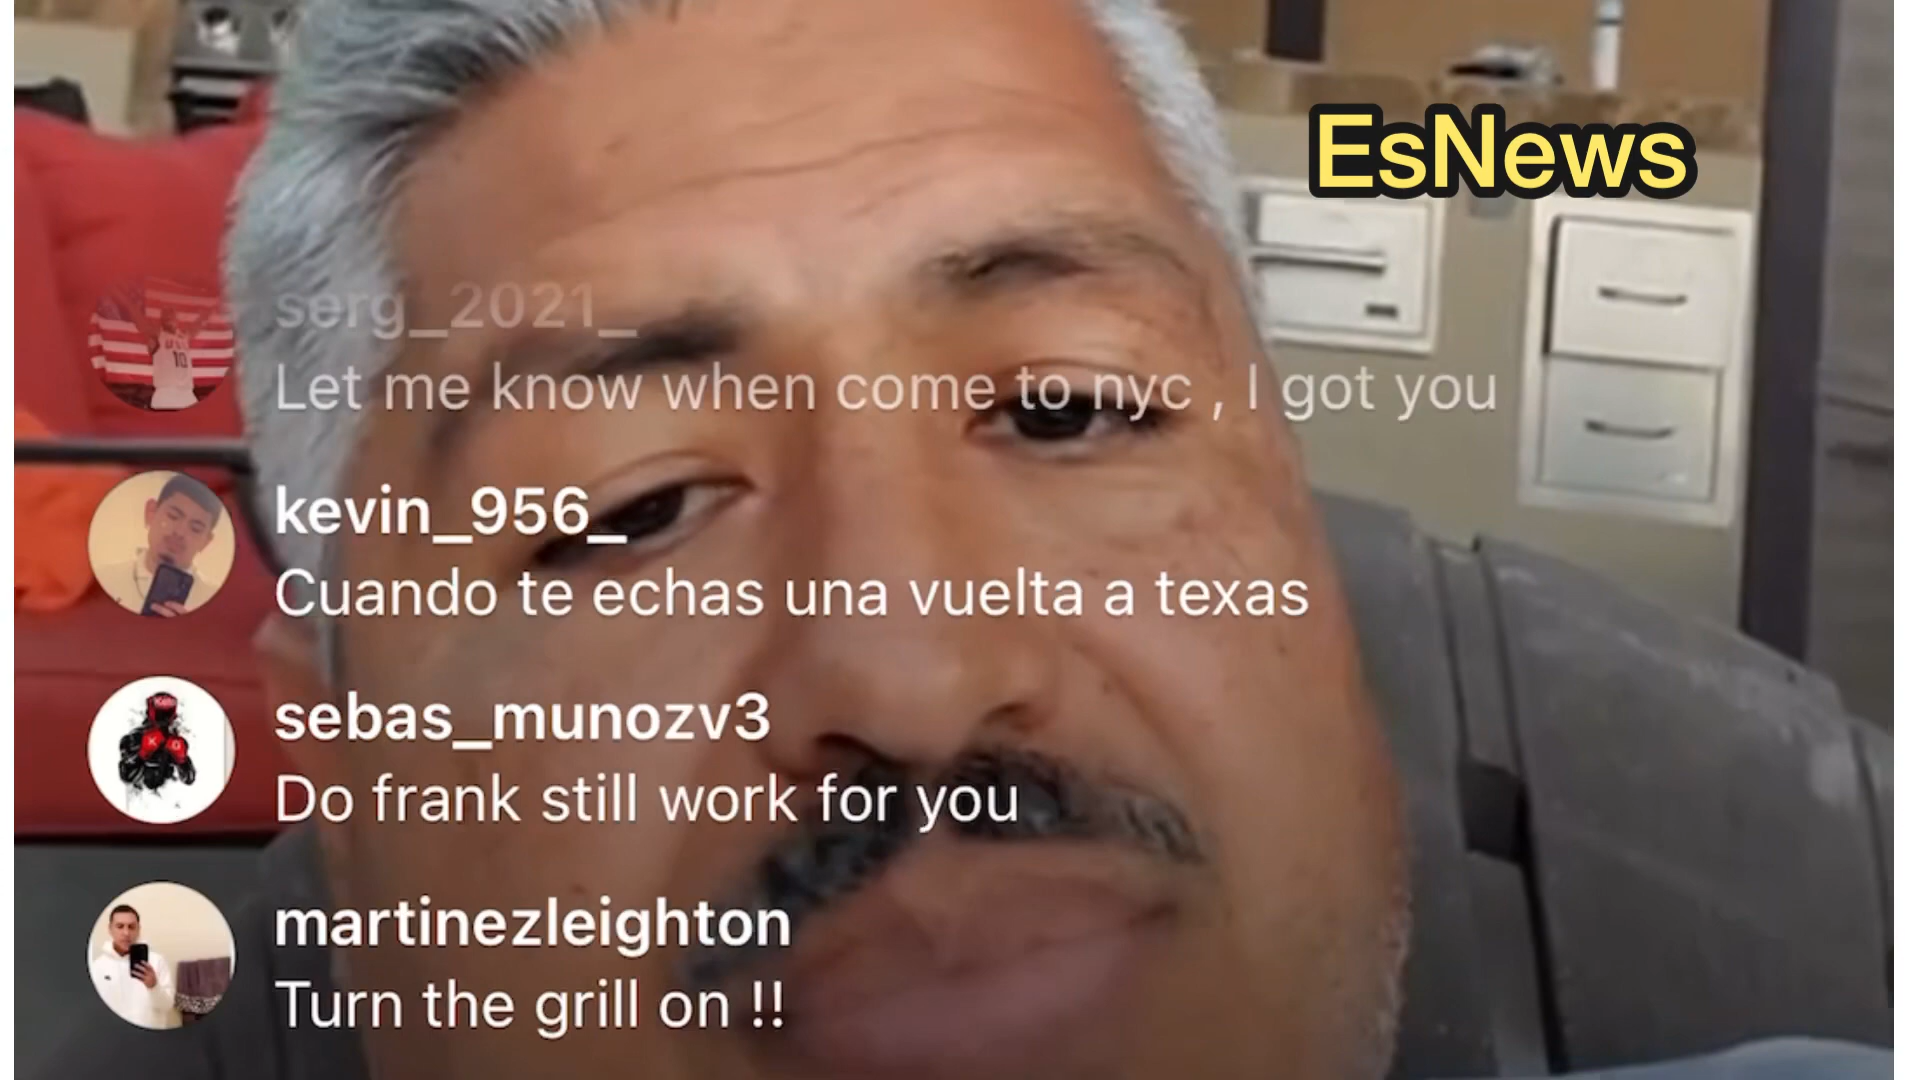 EsNews
serg_2021_
Let me know when come to nyc , I got you
kevin_956_
Cuando te echas una vuelta a texas
sebas_munozv3
Do frank still work for you
martinezleighton
Turn the grill on !!